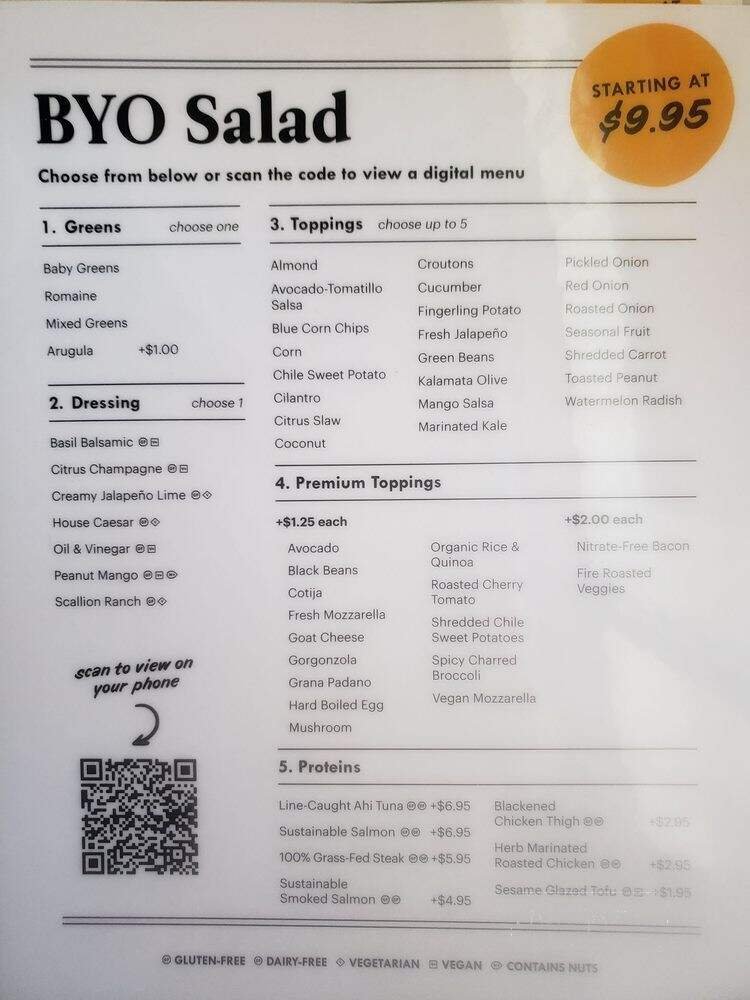 STARTING AT
$9.95
BYO Salad
Choose from below or scan the code to view a digital menu
1. Greens choose one
Baby Greens
Romaine
Mixed Greens
Arugula +$1.00
2. Dressing choose 1
Basil Balsamic
Citrus Champagne
Creamy Jalapeño Lime
House Caesar
Oil & Vinegar
Peanut Mango
Scallion Ranch
scan to view on
your phone
3. Toppings choose up to 5
Almond
Avocado-Tomatillo
Salsa
Blue Corn Chips
Corn
Chile Sweet Potato
Cilantro
Citrus Slaw
Coconut
Croutons
Cucumber
Fingerling Potato
Fresh Jalapeño
Green Beans
Kalamata Olive
Mango Salsa
Marinated Kale
Pickled Onion
Red Onion
Roasted Onion
Seasonal Fruit
Shredded Carrot
Toasted Peanut
Watermelon Radish
4. Premium Toppings
+$1.25 each
Avocado
Black Beans
Cotija
Fresh Mozzarella
Goat Cheese
Gorgonzola
Grana Padano
Hard Boiled Egg
Mushroom
Organic Rice &
Quinoa
Roasted Cherry
Tomato
Shredded Chile
Sweet Potatoes
Spicy Charred
Broccoli
Vegan Mozzarella
+$2.00 each
Nitrate-Free Bacon
Fire Roasted
Veggies
5. Proteins
Line-Caught Ahi Tuna +$6.95
Sustainable Salmon +$6.95
100% Grass-Fed Steak +$5.95
Sustainable
Smoked Salmon +$4.95
Blackened
Chicken Thigh +$2.95
Herb Marinated
Roasted Chicken +$2.95
Sesame Glazed Tofu +$1.95
GLUTEN-FREE DAIRY-FREE VEGETARIAN VEGAN CONTAINS NUTS